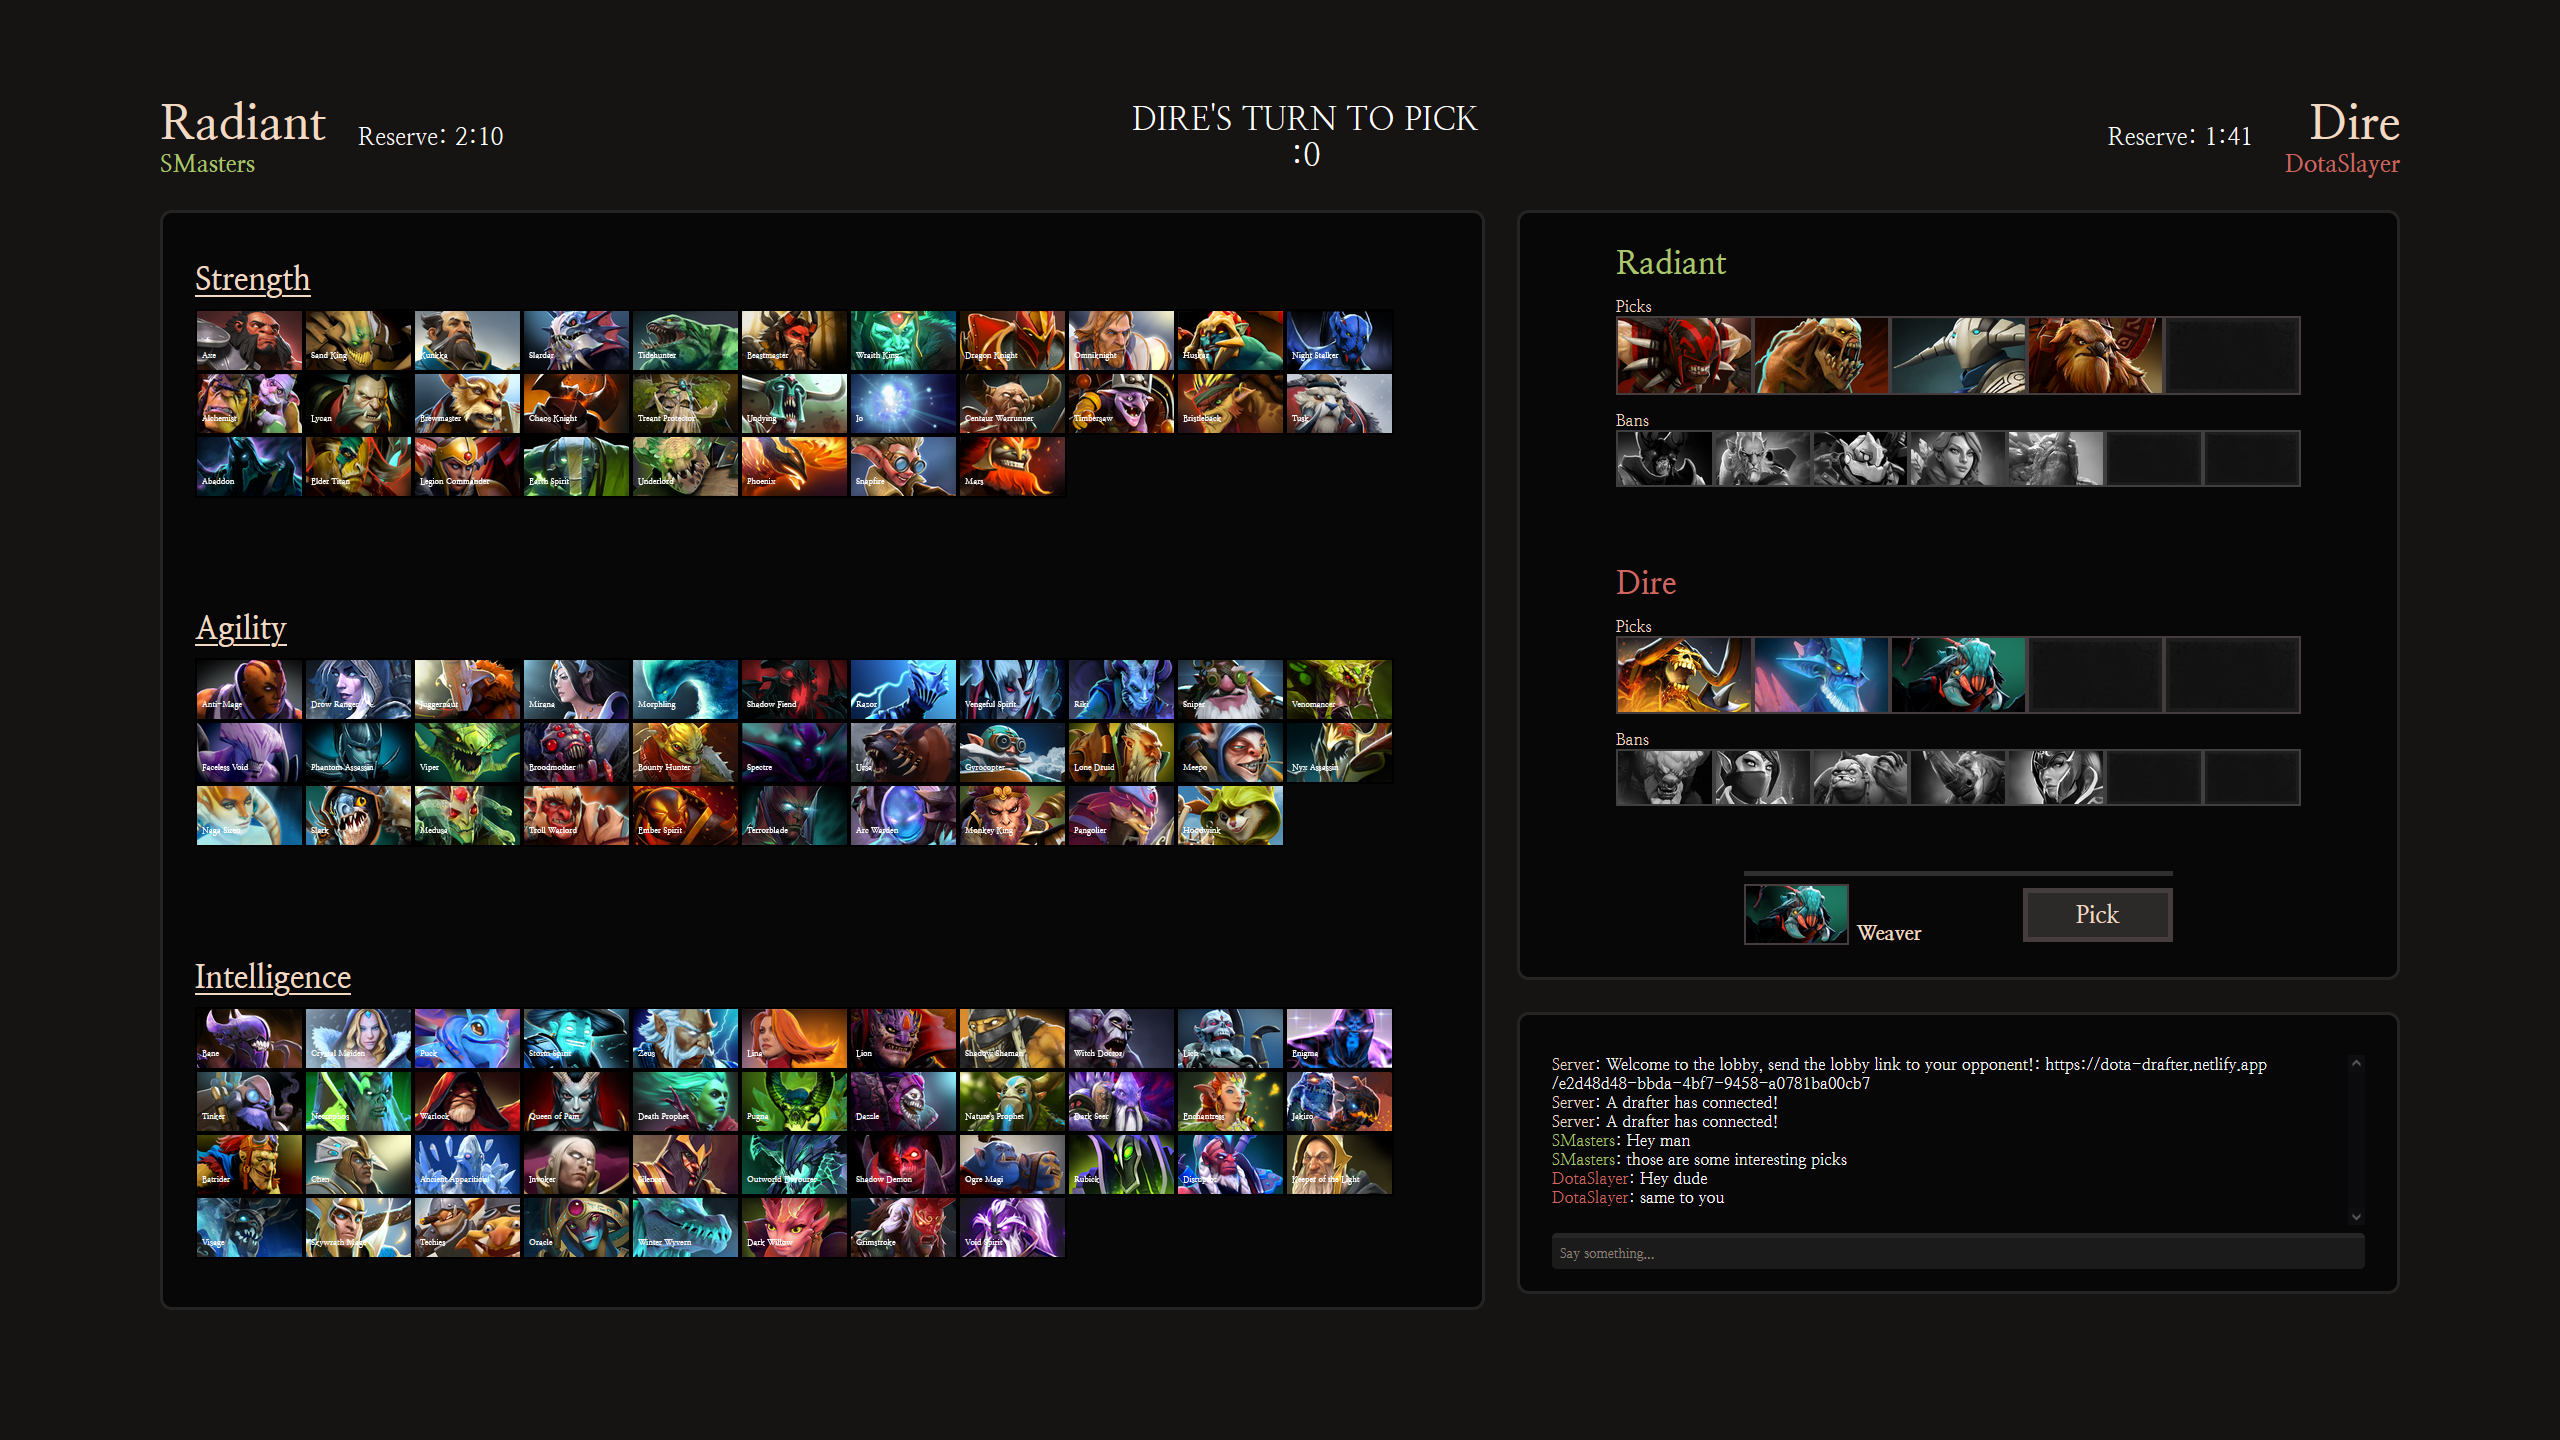 Radiant
SMasters
Reserve: 2:10
DIRE'S TURN TO PICK
:0
Reserve: 1:41
Dire
DotaSlayer
Strength
Axe
Sand King
Kunkka
Slardar
Tidehunter
Beastmaster
Wraith King
Dragon Knight
Omniknight
Huskar
Night Stalker
Alchemist
Lycan
Brewmaster
Chaos Knight
Treant Protector
Undying
Io
Centaur Warrunner
Timbersaw
Bristleback
Tusk
Abaddon
Elder Titan
Legion Commander
Earth Spirit
Underlord
Phoenix
Snapfire
Mars
Agility
Anti-Mage
Drow Ranger
Juggernaut
Mirana
Morphling
Shadow Fiend
Razor
Vengeful Spirit
Riki
Sniper
Venomancer
Faceless Void
Phantom Assassin
Viper
Broodmother
Bounty Hunter
Spectre
Ursa
Gyrocopter
Lone Druid
Meepo
Nyx Assassin
Naga Siren
Slark
Medusa
Troll Warlord
Ember Spirit
Terrorblade
Arc Warden
Monkey King
Pangolier
Hoodwink
Intelligence
Bane
Crystal Maiden
Puck
Storm Spirit
Zeus
Lina
Lion
Shadow Shaman
Witch Doctor
Lich
Enigma
Tinker
Necrophos
Warlock
Queen of Pain
Death Prophet
Pugna
Dazzle
Nature's Prophet
Dark Seer
Enchantress
Jakiro
Batrider
Chen
Ancient Apparition
Invoker
Silencer
Outworld Devourer
Shadow Demon
Ogre Magi
Rubick
Disruptor
Keeper of the Light
Visage
Skywrath Mage
Techies
Oracle
Winter Wyvern
Dark Willow
Grimstroke
Void Spirit
Radiant
Picks
Bans
Dire
Picks
Bans
Weaver
Pick
Server: Welcome to the lobby, send the lobby link to your opponent!: https://dota-drafter.netlify.app
/e2d48d48-bbda-4bf7-9458-a0781ba00cb7
Server: A drafter has connected!
Server: A drafter has connected!
SMasters: Hey man
SMasters: those are some interesting picks
DotaSlayer: Hey dude
DotaSlayer: same to you
Say something...